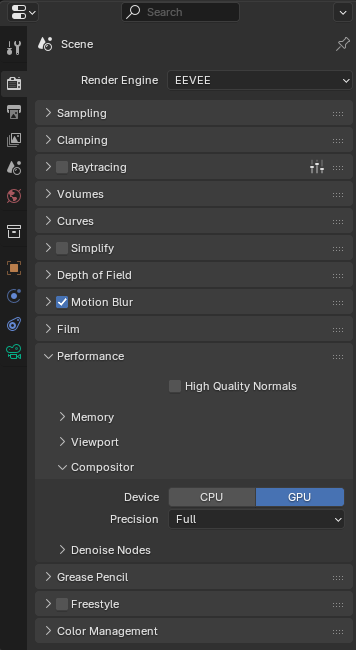 Search
Scene
Render Engine EEVEE
Sampling
Clamping
Raytracing
Volumes
Curves
Simplify
Depth of Field
Motion Blur
Film
Performance
High Quality Normals
Memory
Viewport
Compositor
Device CPU GPU
Precision Full
Denoise Nodes
Grease Pencil
Freestyle
Color Management